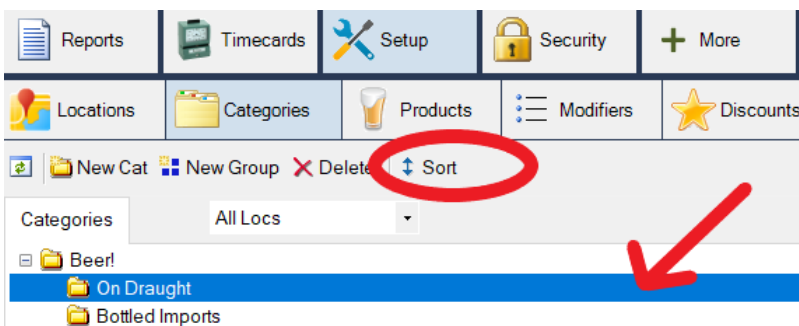 Reports Timecards Setup Security More
Locations Categories Products Modifiers Discounts
New Cat New Group Delete Sort
Categories All Locs
Beer!
On Draught
Bottled Imports